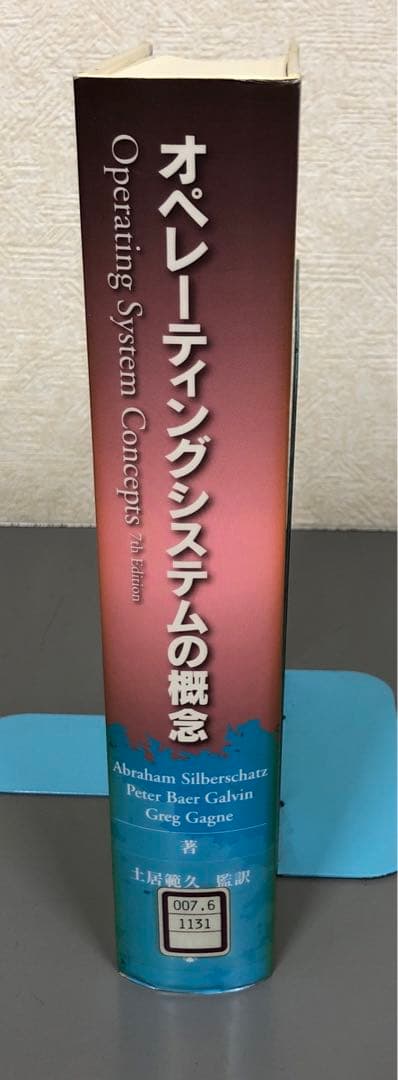 オペレーティングシステムの概念
Operating System Concepts 7th Edition
Abraham Silberschatz
Peter Baer Galvin
Greg Gagne
著
土居範久 監訳
007.6
1131